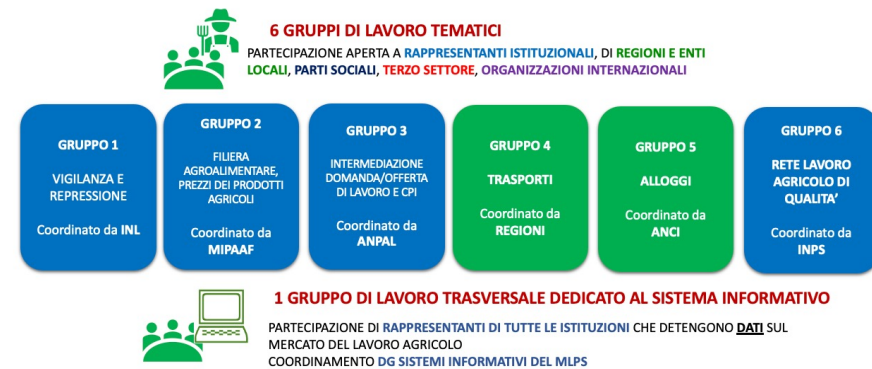 6 GRUPPI DI LAVORO TEMATICI
PARTECIPAZIONE APERTA A RAPPRESENTANTI ISTITUZIONALI, DI REGIONI E ENTI
LOCALI, PARTI SOCIALI, TERZO SETTORE, ORGANIZZAZIONI INTERNAZIONALI
GRUPPO 1
VIGILANZA E
REPRESSIONE
Coordinato da INL
GRUPPO 2
FILIERA
AGROALIMENTARE,
PREZZI DEI PRODOTTI
AGRICOLI
Coordinato da
MIPAAF
GRUPPO 3
INTERMEDIAZIONE
DOMANDA/OFFERTA
DI LAVORO E CPI
Coordinato da
ANPAL
GRUPPO 4
TRASPORTI
Coordinato da
REGIONI
GRUPPO 5
ALLOGGI
Coordinato da
ANCI
GRUPPO 6
RETE LAVORO
AGRICOLO DI
QUALITA’
Coordinato da
INPS
1 GRUPPO DI LAVORO TRASVERSALE DEDICATO AL SISTEMA INFORMATIVO
PARTECIPAZIONE DI RAPPRESENTANTI DI TUTTE LE ISTITUZIONI CHE DETENGONO DATI SUL
MERCATO DEL LAVORO AGRICOLO
COORDINAMENTO DG SISTEMI INFORMATIVI DEL MLPS